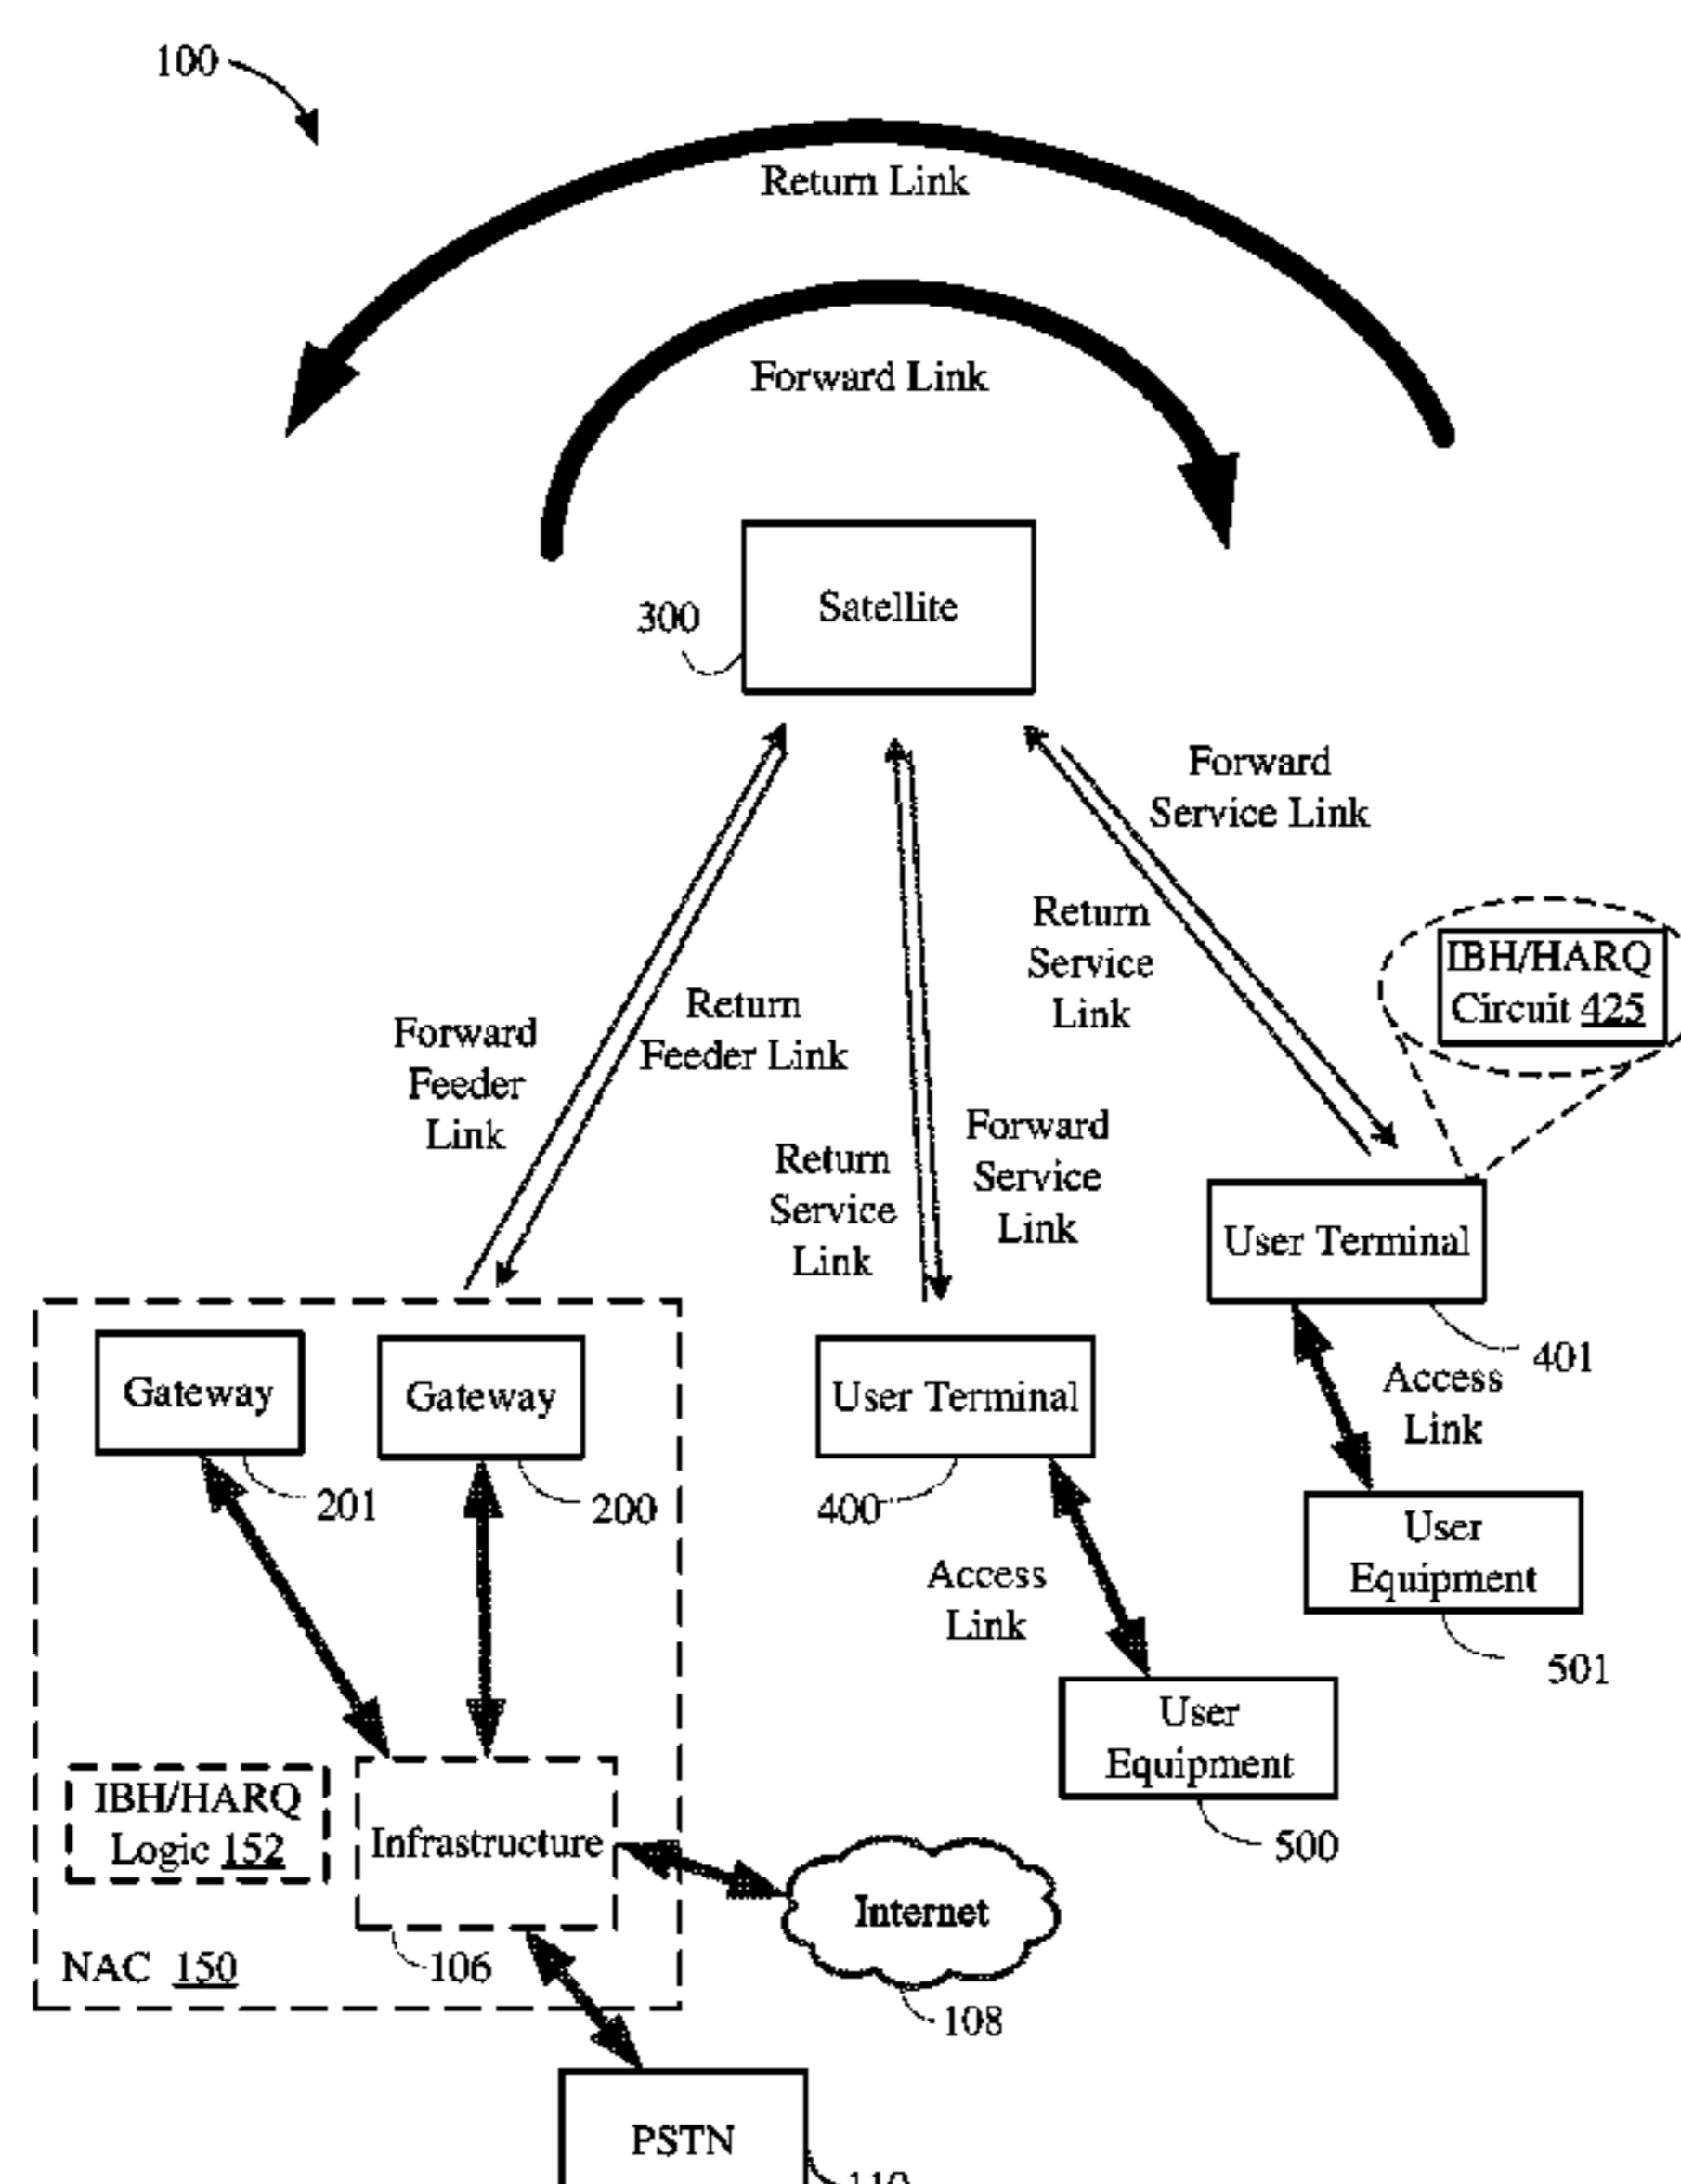 100
Return Link
Forward Link
300
Satellite
Forward
Service Link
Return
Service
Link
IBH/HARQ
Circuit 425
Forward
Feeder
Link
Return
Feeder Link
Return
Service
Link
Forward
Service
Link
User Terminal
401
Gateway
201
Gateway
200
User Terminal
400
Access
Link
Access
Link
User
Equipment
501
User
Equipment
500
IBH/HARQ
Logic 152
Infrastructure
106
NAC 150
Internet
108
PSTN